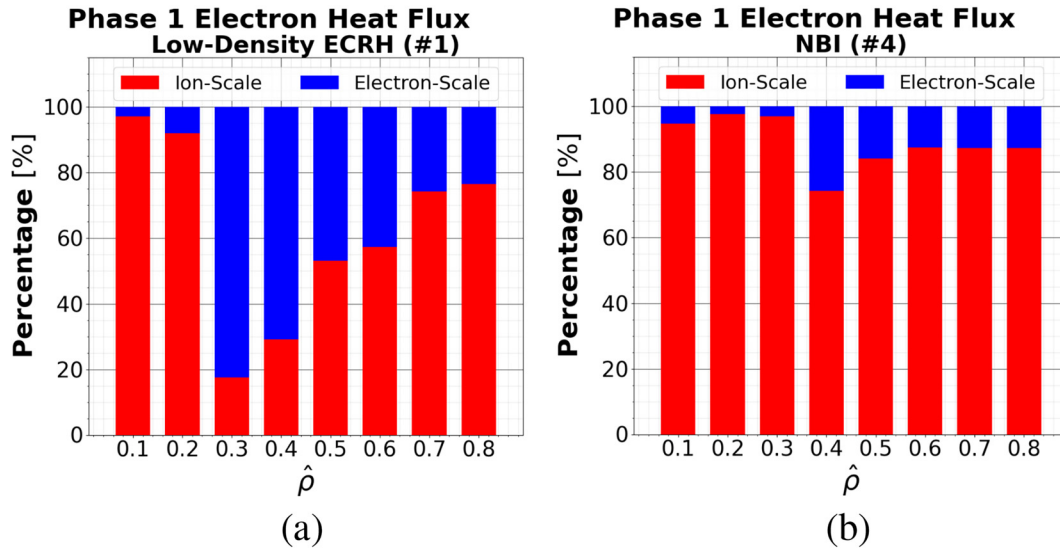 Phase 1 Electron Heat Flux
Low-Density ECRH (#1)
Ion-Scale Electron-Scale
100
80
60
40
20
0
Percentage [%]
0.1 0.2 0.3 0.4 0.5 0.6 0.7 0.8
ρ̂
(a)
Phase 1 Electron Heat Flux
NBI (#4)
Ion-Scale Electron-Scale
100
80
60
40
20
0
Percentage [%]
0.1 0.2 0.3 0.4 0.5 0.6 0.7 0.8
ρ̂
(b)